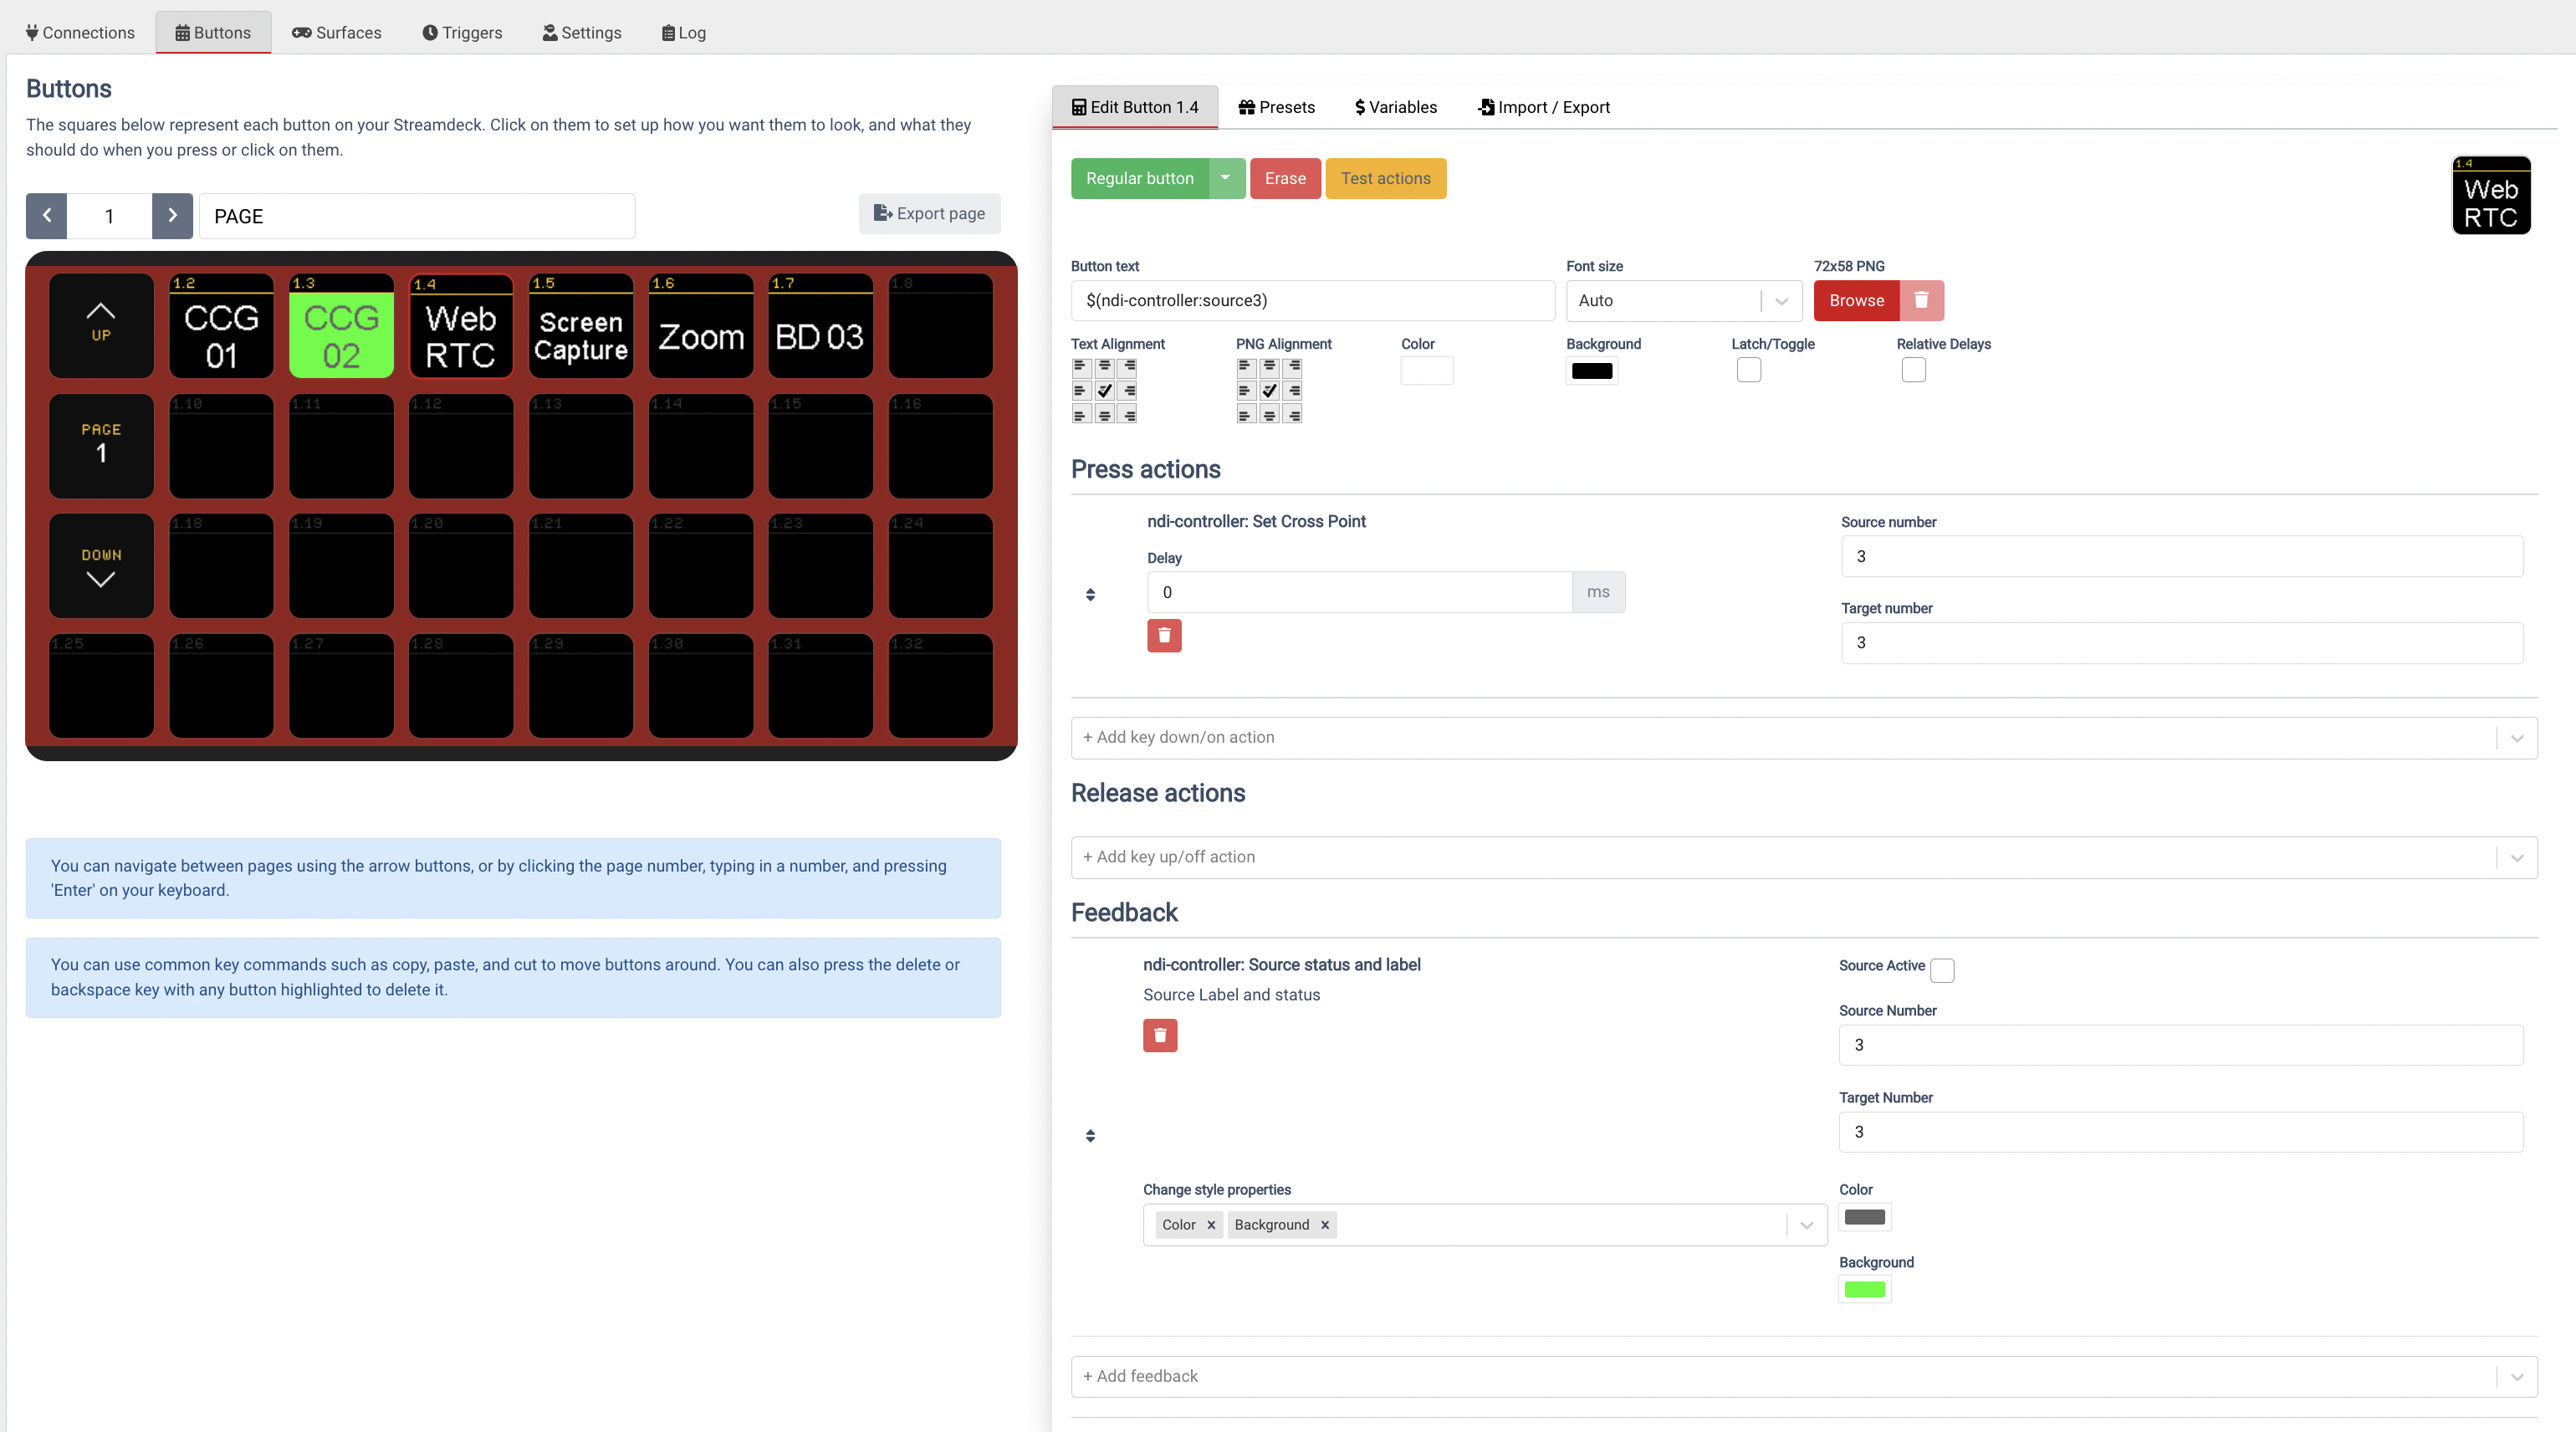 Connections
Buttons
Surfaces
Triggers
Settings
Log
Buttons
The squares below represent each button on your Streamdeck. Click on them to set up how you want them to look, and what they
should do when you press or click on them.
1
PAGE
Export page
UP
1.2
CCG
01
1.3
CCG
02
1.4
Web
RTC
1.5
Screen
Capture
1.6
Zoom
1.7
BD 03
1.8
PAGE
1
1.10
1.11
1.12
1.13
1.14
1.15
1.16
DOWN
1.18
1.19
1.20
1.21
1.22
1.23
1.24
1.25
1.26
1.27
1.28
1.29
1.30
1.31
1.32
You can navigate between pages using the arrow buttons, or by clicking the page number, typing in a number, and pressing
'Enter' on your keyboard.
You can use common key commands such as copy, paste, and cut to move buttons around. You can also press the delete or
backspace key with any button highlighted to delete it.
Edit Button 1.4
Presets
$ Variables
Import / Export
Regular button
Erase
Test actions
1.4
Web
RTC
Button text
$(ndi-controller:source3)
Font size
Auto
72x58 PNG
Browse
Text Alignment
PNG Alignment
Color
Background
Latch/Toggle
Relative Delays
Press actions
ndi-controller: Set Cross Point
Delay
0
ms
Source number
3
Target number
3
+ Add key down/on action
Release actions
+ Add key up/off action
Feedback
ndi-controller: Source status and label
Source Label and status
Source Active
Source Number
3
Target Number
3
Change style properties
Color
Background
Color
Background
+ Add feedback